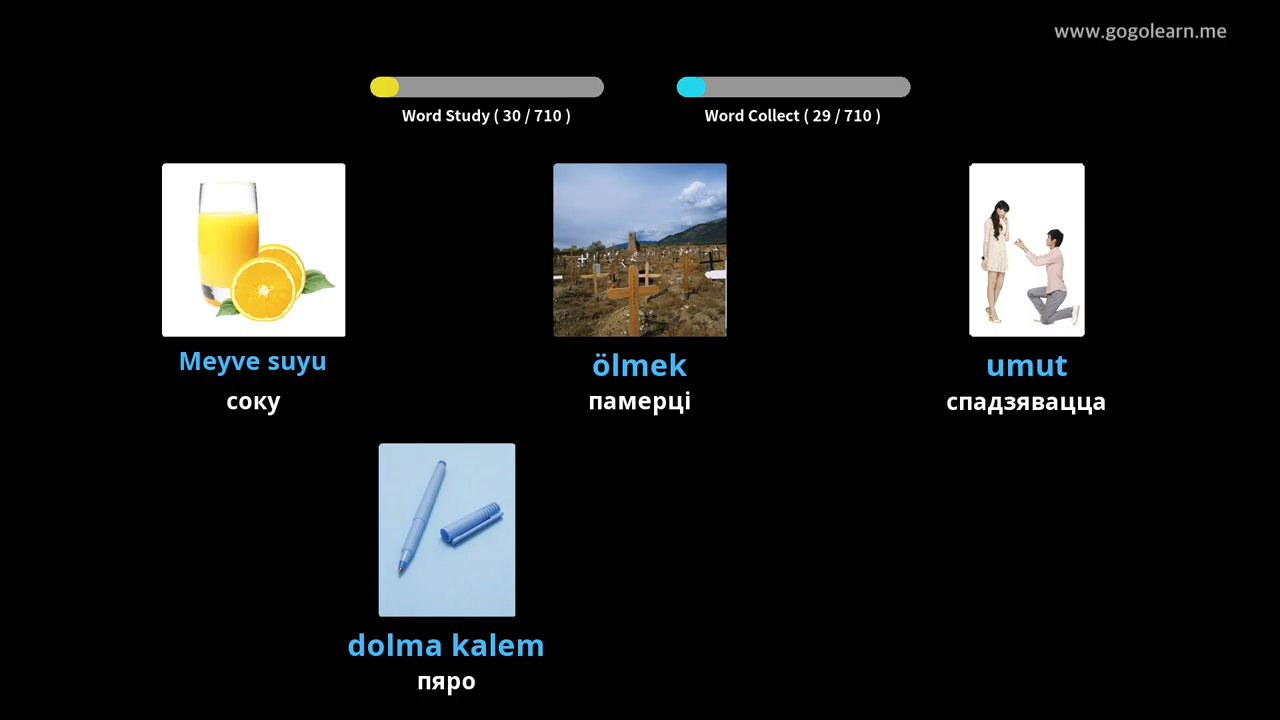 www.gogolearn.me
Word Study ( 30 / 710 )
Word Collect ( 29 / 710 )
Meyve suyu
соку
ölmek
памерці
umut
спадзявацца
dolma kalem
пяро